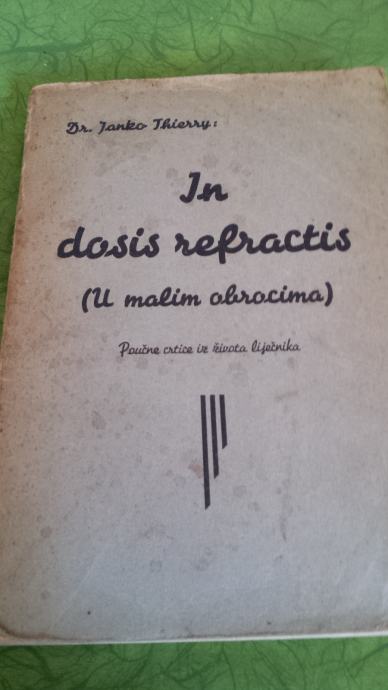 Dr. Janko Thierry:
In
dosis refractis
(U malim obrocima)
Poučne crtice iz života liječnika